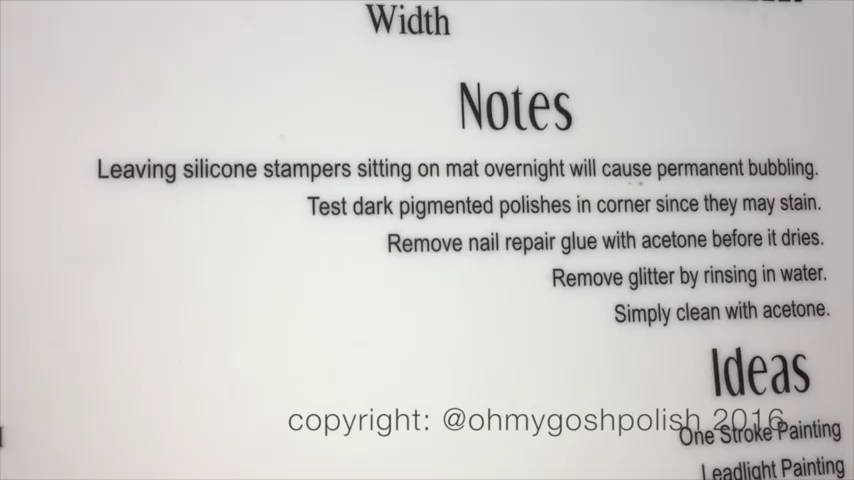 Width
Notes
Leaving silicone stampers sitting on mat overnight will cause permanent bubbling.
Test dark pigmented polishes in corner since they may stain.
Remove nail repair glue with acetone before it dries.
Remove glitter by rinsing in water.
Simply clean with acetone.
Ideas
copyright: @ohmygoshpolish 2016
One Stroke Painting
Leadlight Painting